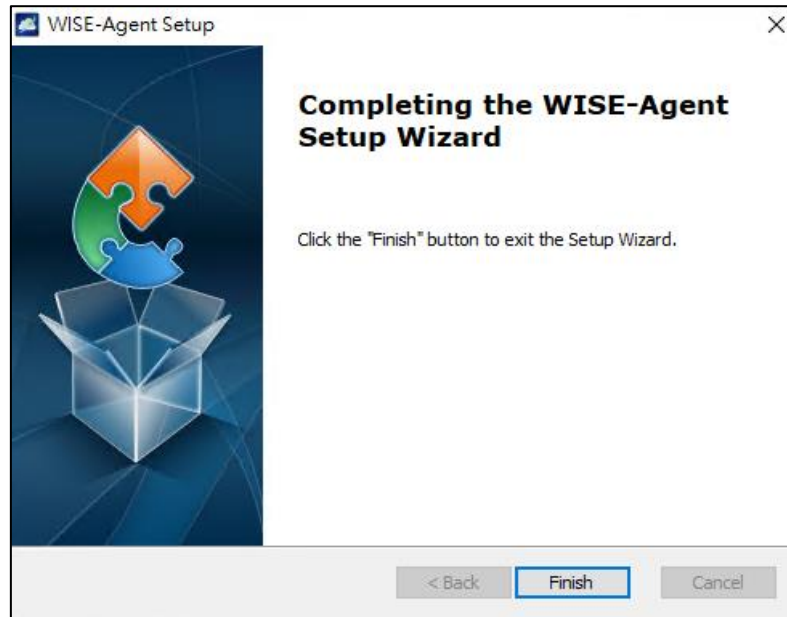 WISE-Agent Setup
Completing the WISE-Agent
Setup Wizard
Click the "Finish" button to exit the Setup Wizard.
< Back
Finish
Cancel